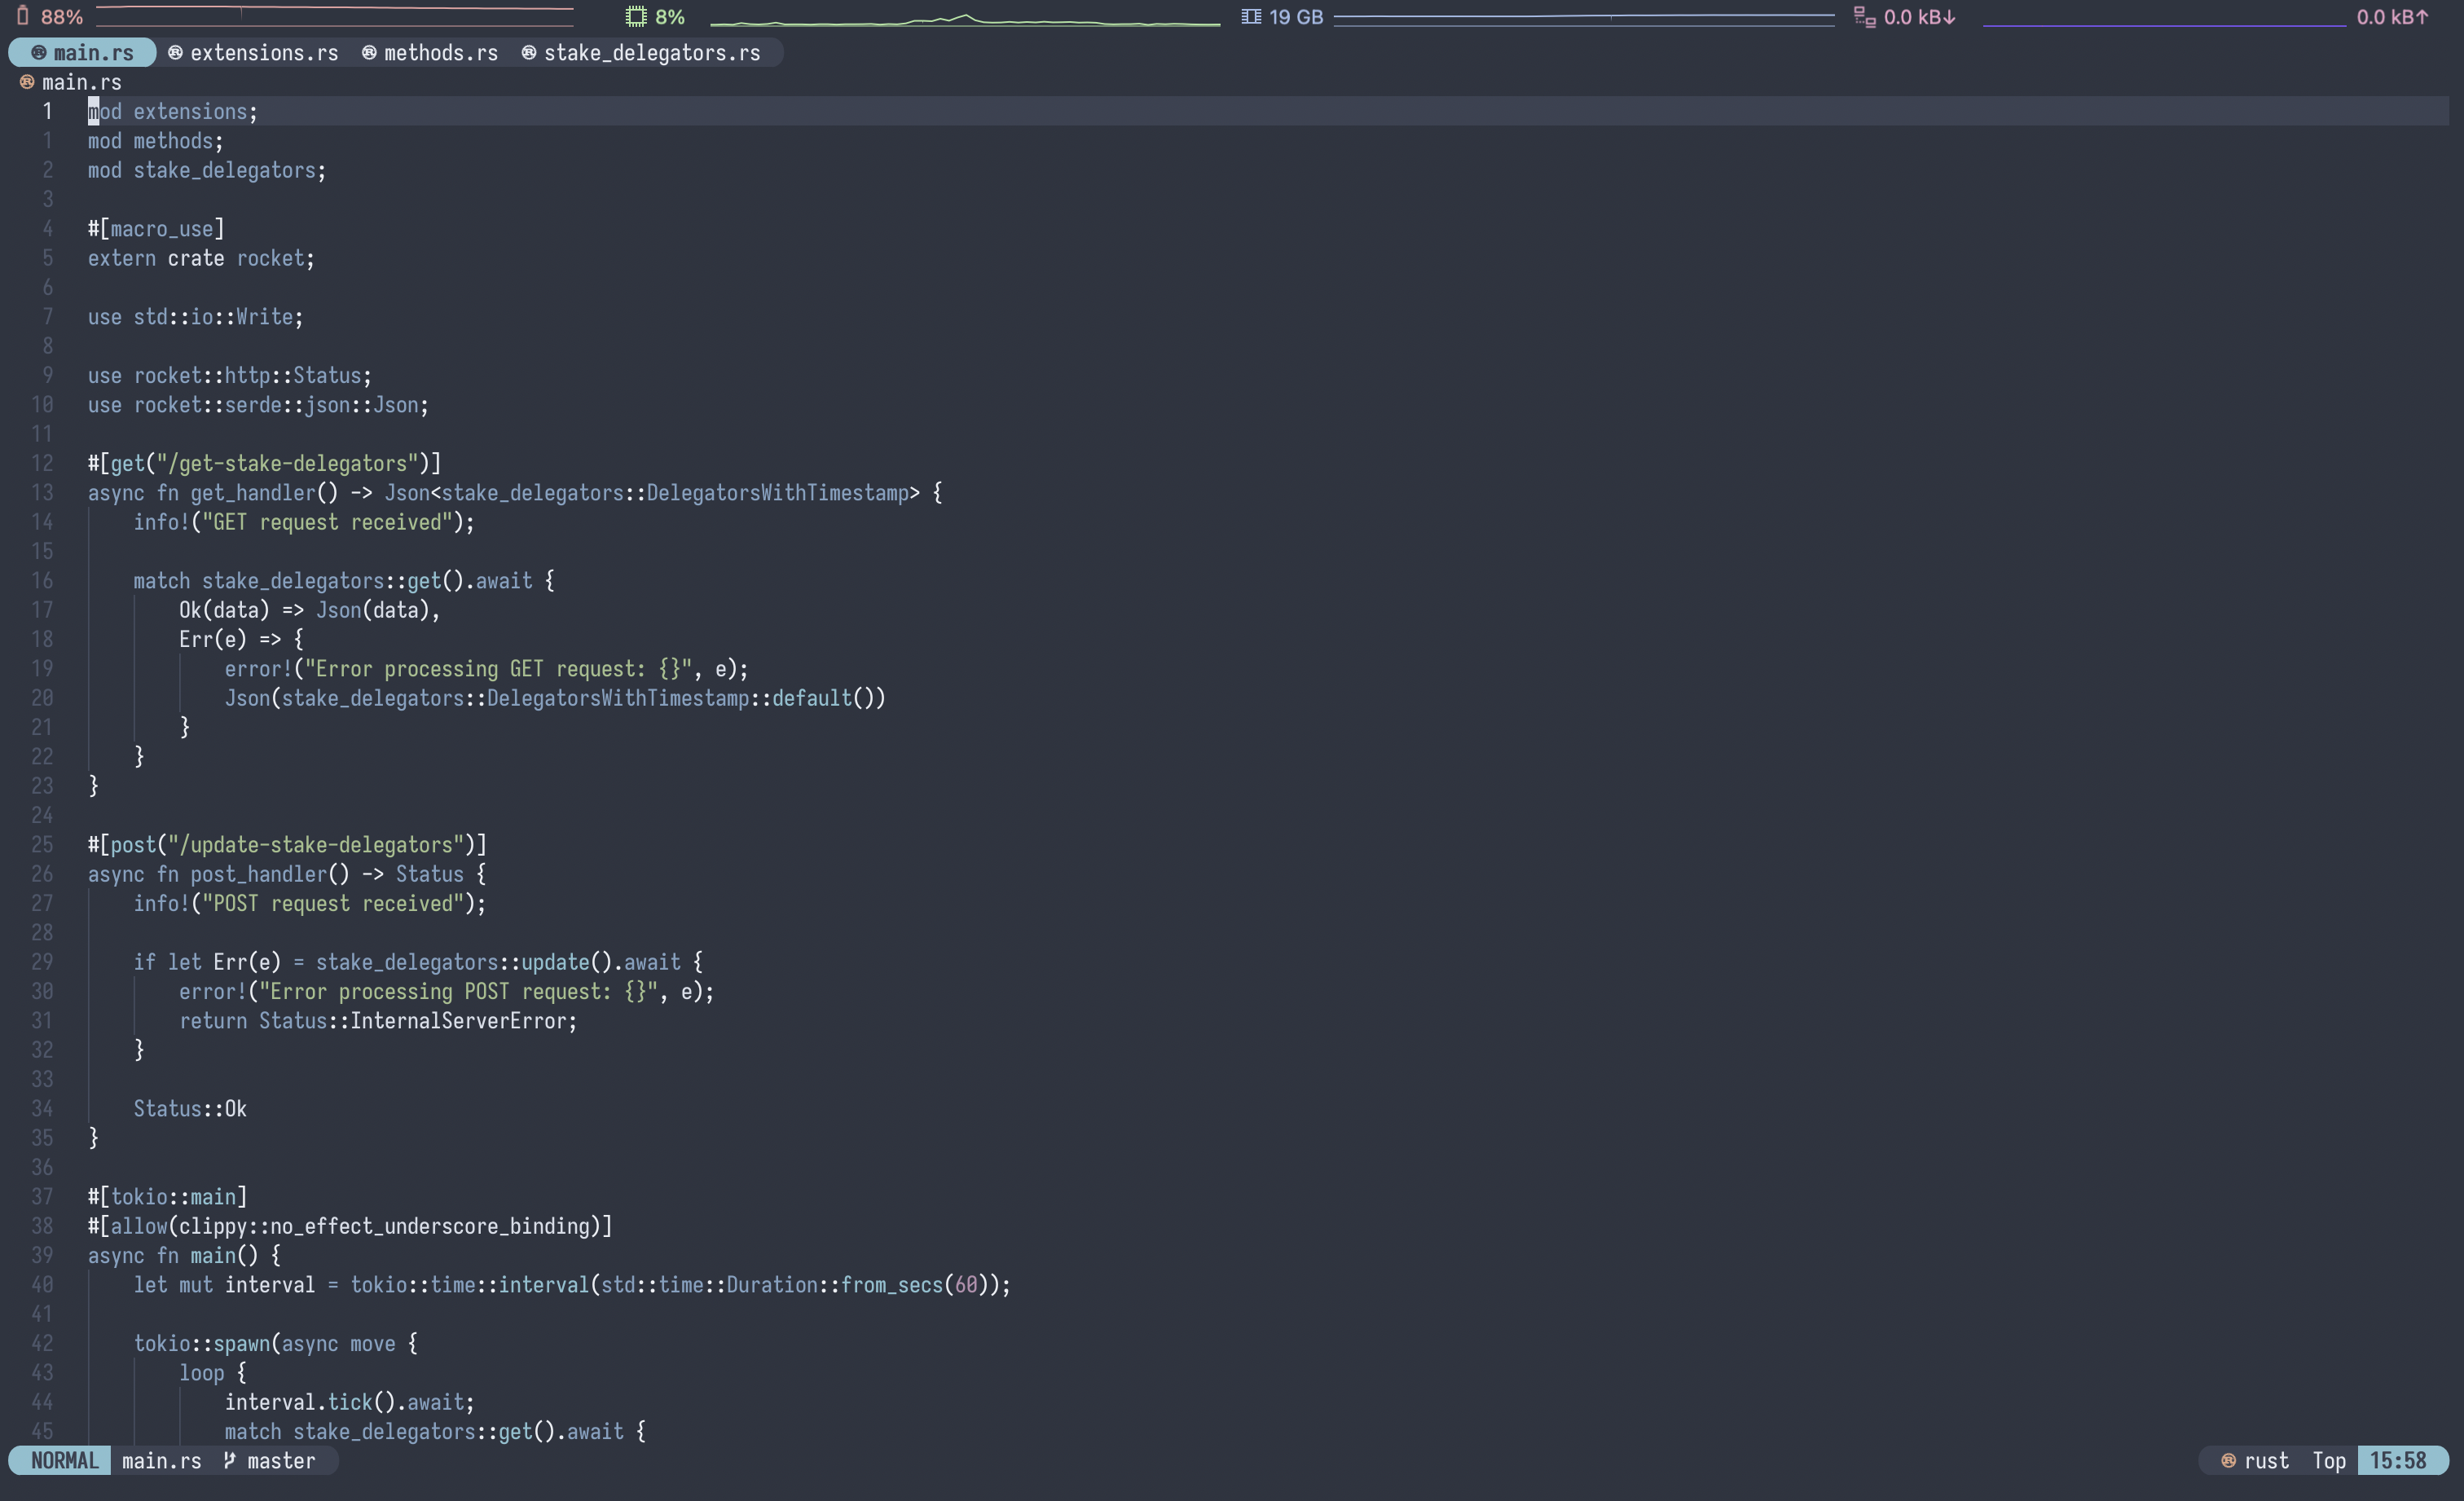 88% 8% 19 GB 0.0 kB↓ 0.0 kB↑
main.rs extensions.rs methods.rs stake_delegators.rs
main.rs
1 mod extensions;
1 mod methods;
2 mod stake_delegators;
3
4 #[macro_use]
5 extern crate rocket;
6
7 use std::io::Write;
8
9 use rocket::http::Status;
10 use rocket::serde::json::Json;
11
12 #[get("/get-stake-delegators")]
13 async fn get_handler() -> Json<stake_delegators::DelegatorsWithTimestamp> {
14     info!("GET request received");
15
16     match stake_delegators::get().await {
17         Ok(data) => Json(data),
18         Err(e) => {
19             error!("Error processing GET request: {}", e);
20             Json(stake_delegators::DelegatorsWithTimestamp::default())
21         }
22     }
23 }
24
25 #[post("/update-stake-delegators")]
26 async fn post_handler() -> Status {
27     info!("POST request received");
28
29     if let Err(e) = stake_delegators::update().await {
30         error!("Error processing POST request: {}", e);
31         return Status::InternalServerError;
32     }
33
34     Status::Ok
35 }
36
37 #[tokio::main]
38 #[allow(clippy::no_effect_underscore_binding)]
39 async fn main() {
40     let mut interval = tokio::time::interval(std::time::Duration::from_secs(60));
41
42     tokio::spawn(async move {
43         loop {
44             interval.tick().await;
45             match stake_delegators::get().await {
NORMAL main.rs master rust Top 15:58